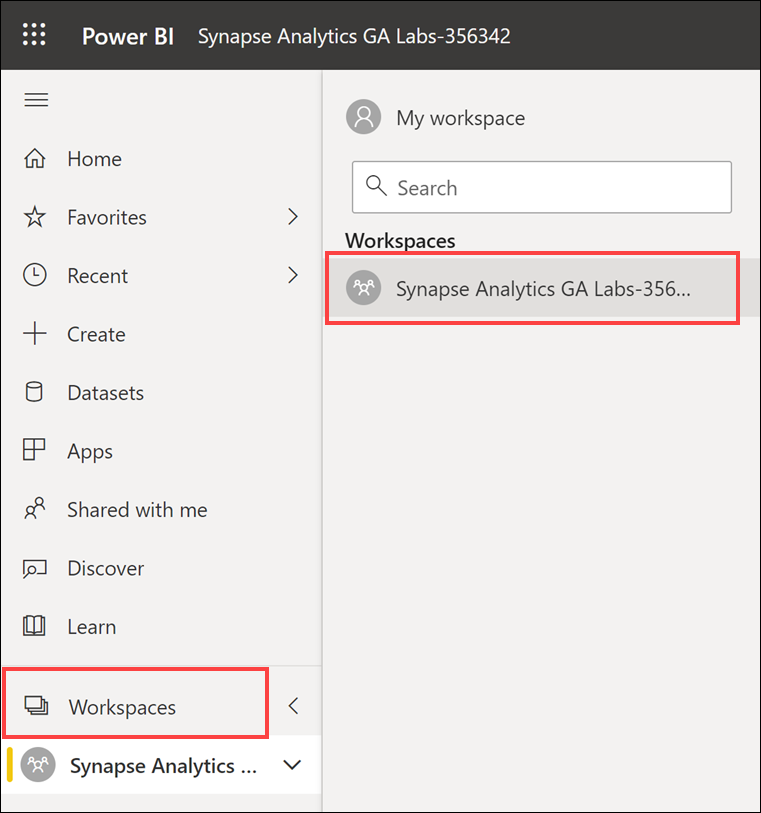 Power BI Synapse Analytics GA Labs-356342
Home
Favorites
Recent
Create
Datasets
Apps
Shared with me
Discover
Learn
Workspaces
Synapse Analytics ...
My workspace
Search
Workspaces
Synapse Analytics GA Labs-356...